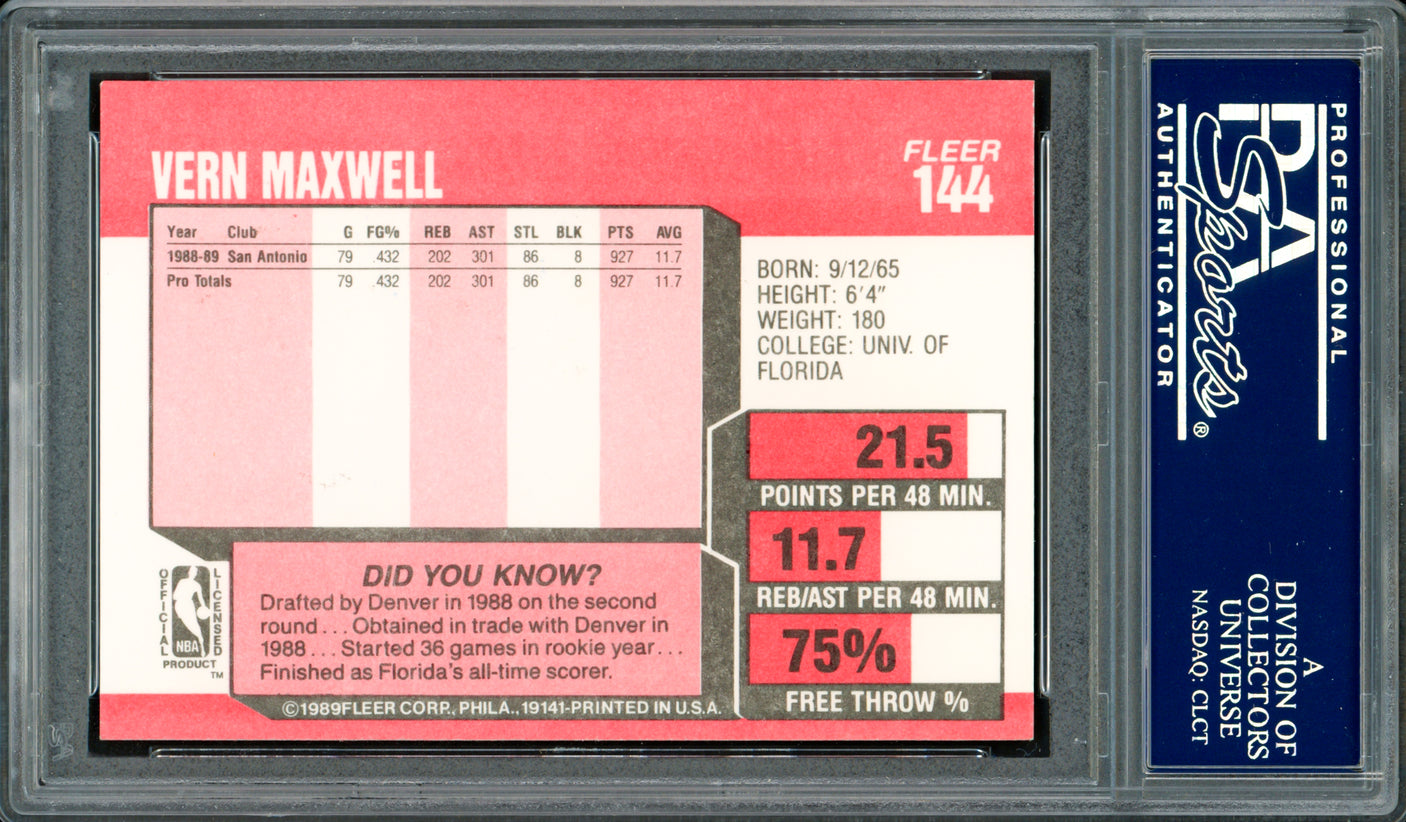 VERN MAXWELL
FLEER
144
Year Club G FG% REB AST STL BLK PTS AVG
1988-89 San Antonio 79 .432 202 301 86 8 927 11.7
Pro Totals 79 .432 202 301 86 8 927 11.7
BORN: 9/12/65
HEIGHT: 6'4"
WEIGHT: 180
COLLEGE: UNIV. OF
FLORIDA
21.5
POINTS PER 48 MIN.
11.7
REB/AST PER 48 MIN.
75%
FREE THROW %
DID YOU KNOW?
Drafted by Denver in 1988 on the second
round... Obtained in trade with Denver in
1988... Started 36 games in rookie year...
Finished as Florida's all-time scorer.
OFFICIAL
LICENSED
NBA
PRODUCT
TM
©1989FLEER CORP., PHILA., 19141-PRINTED IN U.S.A.
PROFESSIONAL
PSA
Sports®
AUTHENTICATOR
A
DIVISION OF
COLLECTORS
UNIVERSE
NASDAQ: CLCT